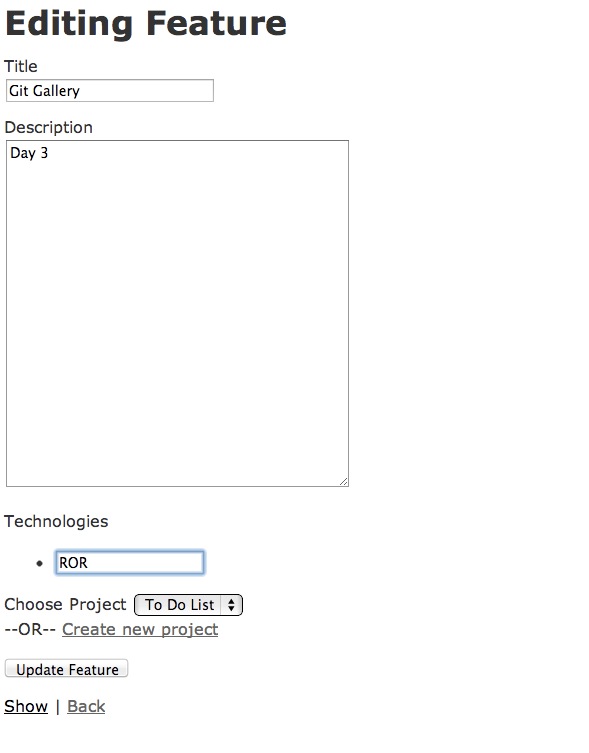 Editing Feature
Title
Git Gallery
Description
Day 3
Technologies
ROR
Choose Project To Do List
--OR-- Create new project
Update Feature
Show | Back